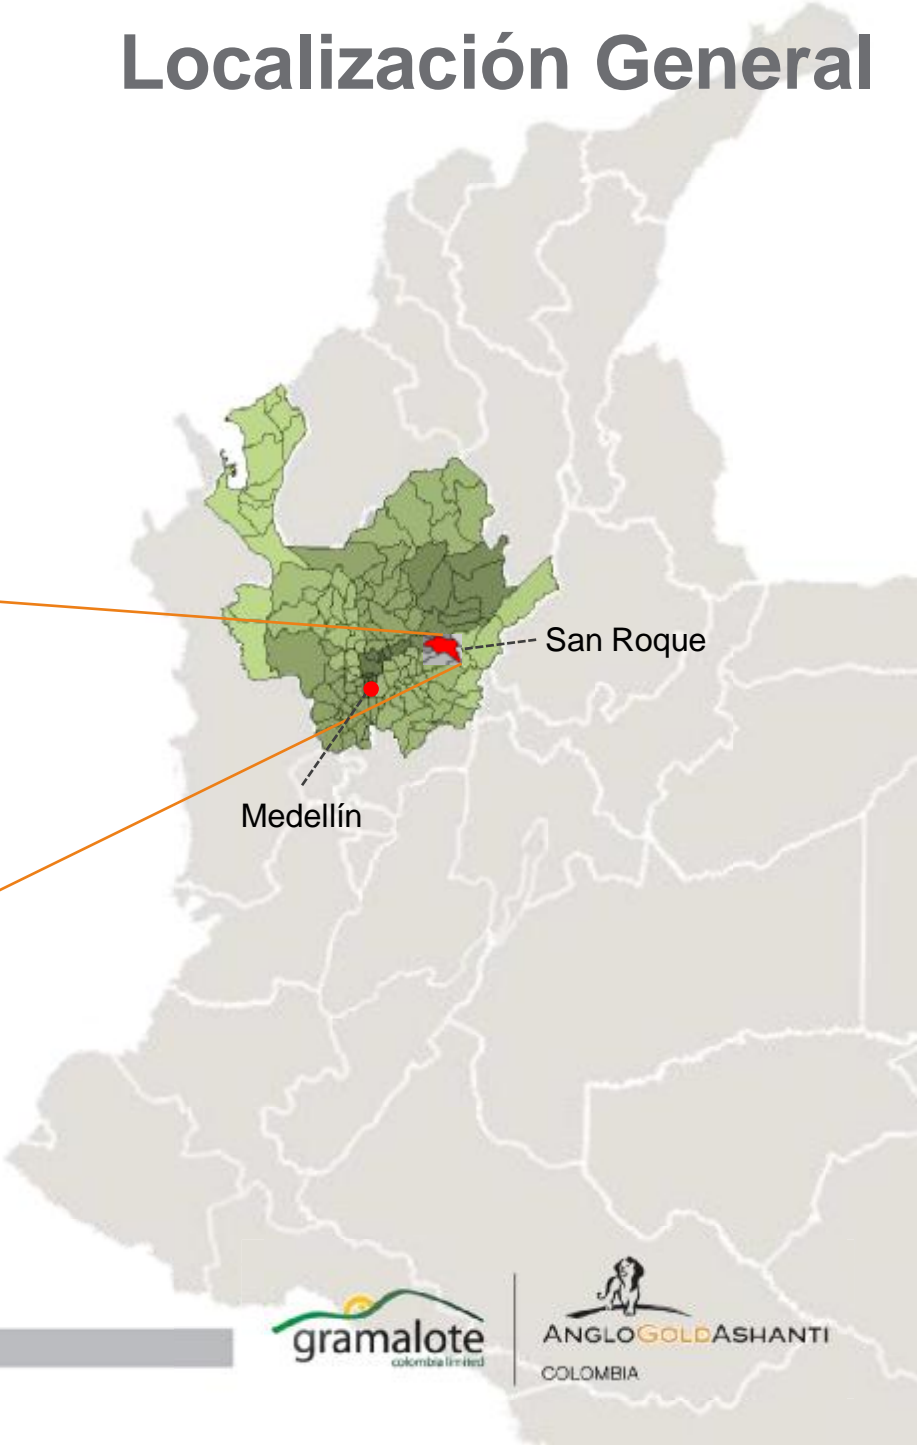 Localización General
San Roque
Medellín
gramalote
colombia limited
ANGLOGOLDASHANTI
COLOMBIA